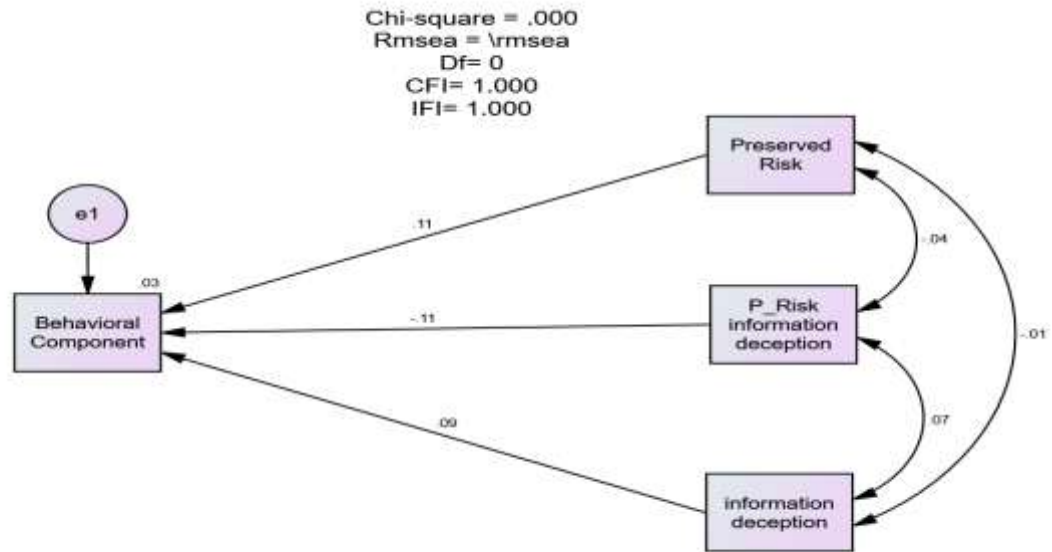 Chi-square = .000
Rmsea = \rmsea
Df= 0
CFI= 1.000
IFI= 1.000
Preserved
Risk
e1
.11
-.04
.03
Behavioral
Component
-.11
P_Risk
information
deception
-.01
.09
.07
information
deception